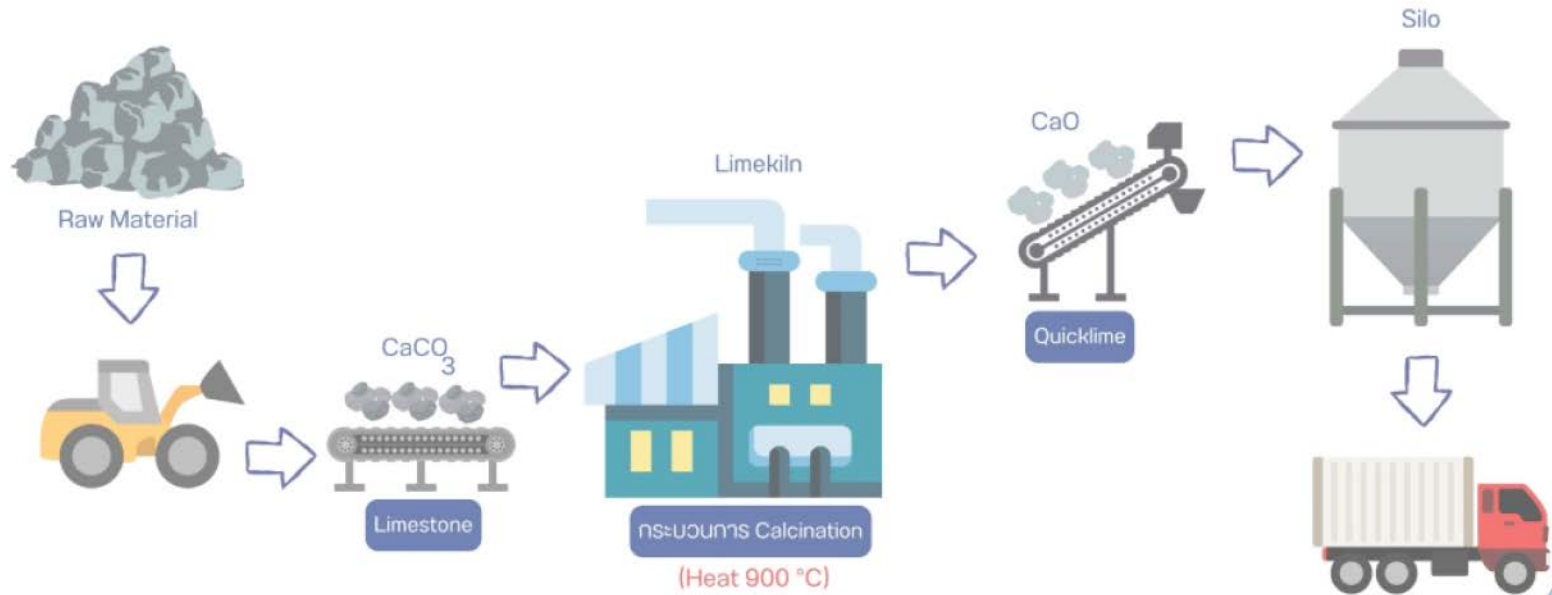 Raw Material
CaCO3
Limestone
Limekiln
กระบวนการ Calcination
(Heat 900 °C)
CaO
Quicklime
Silo